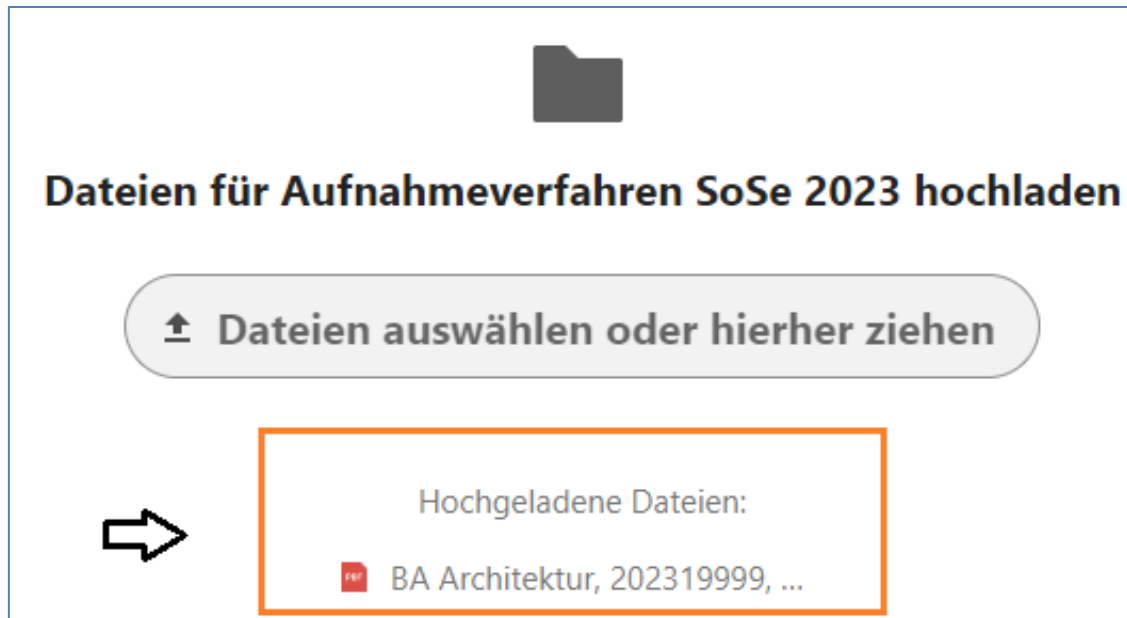 Dateien für Aufnahmeverfahren SoSe 2023 hochladen
Dateien auswählen oder hierher ziehen
Hochgeladene Dateien:
PDF BA Architektur, 202319999, ...